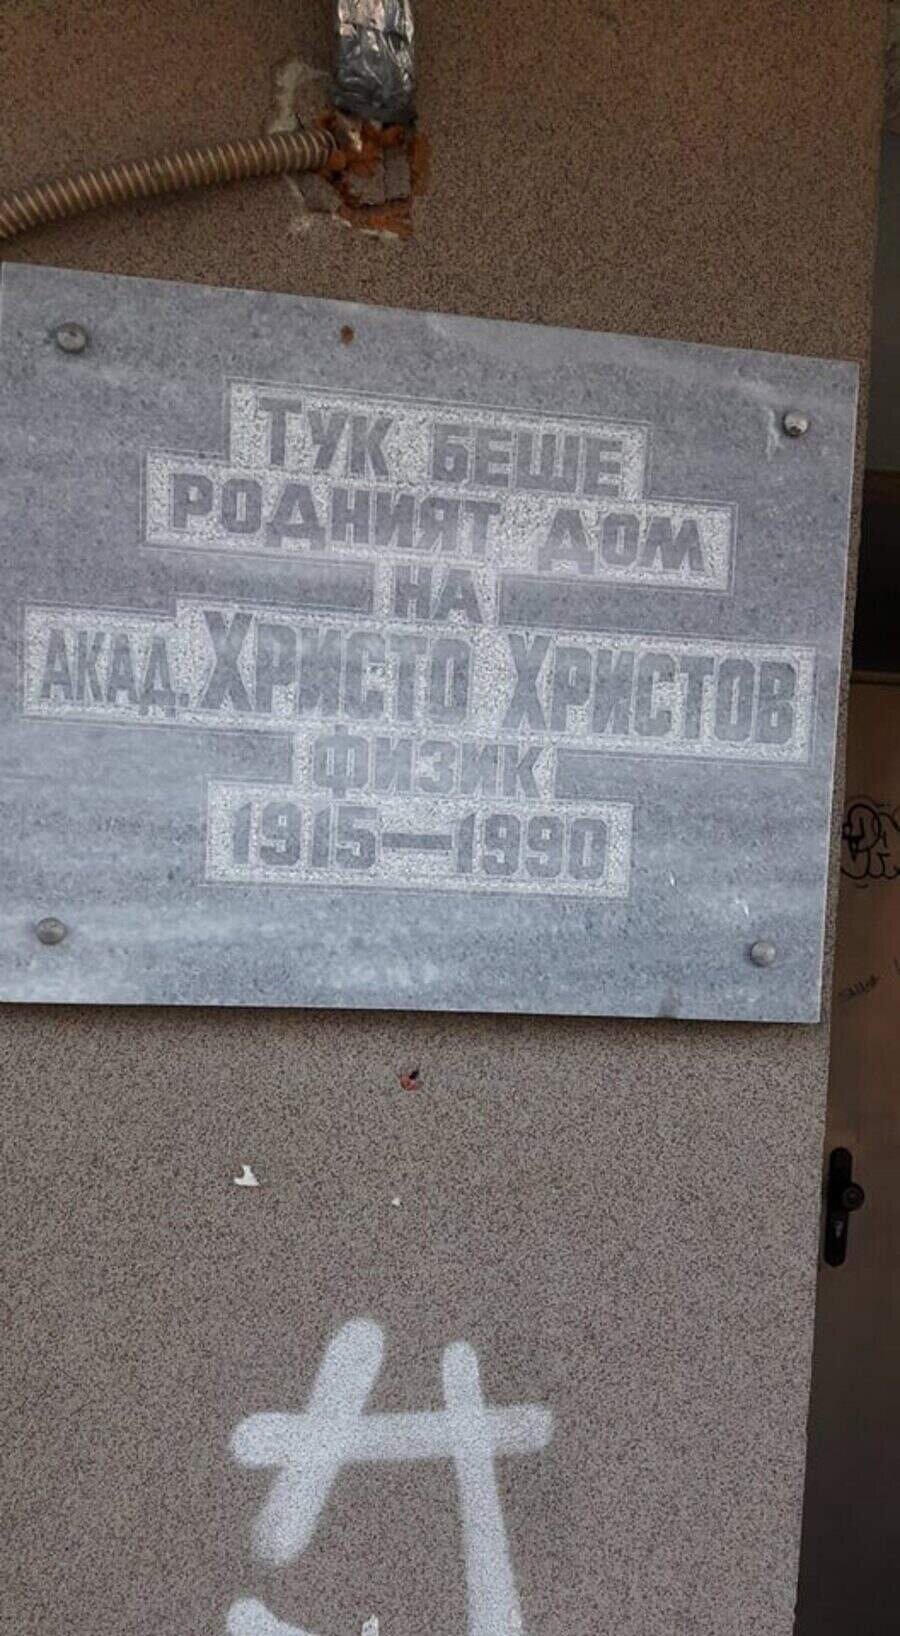 ТУК БЕШЕ
РОДНИЯТ ДОМ
НА
АКАД. ХРИСТО ХРИСТОВ
ФИЗИК
1915—1990